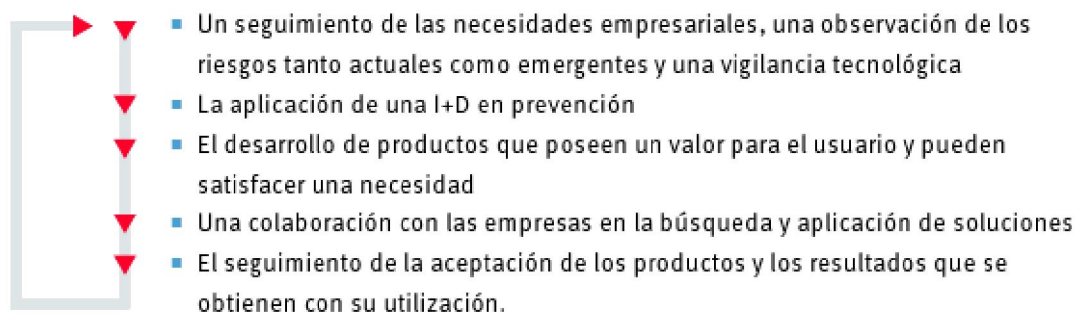 Un seguimiento de las necesidades empresariales, una observación de los
riesgos tanto actuales como emergentes y una vigilancia tecnológica
La aplicación de una I+D en prevención
El desarrollo de productos que poseen un valor para el usuario y pueden
satisfacer una necesidad
Una colaboración con las empresas en la búsqueda y aplicación de soluciones
El seguimiento de la aceptación de los productos y los resultados que se
obtienen con su utilización.